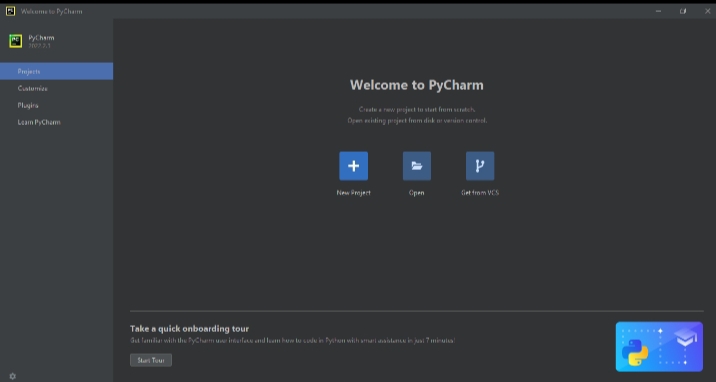 Welcome to PyCharm
PyCharm
Projects
Customize
Plugins
Learn PyCharm
Welcome to PyCharm
Create a new project to start from scratch.
Open existing project from disk or version control.
New Project
Open
Get from VCS
Take a quick onboarding tour
Get familiar with the PyCharm user interface and learn how to code in Python with smart assistance in just 7 minutes!
Start Tour